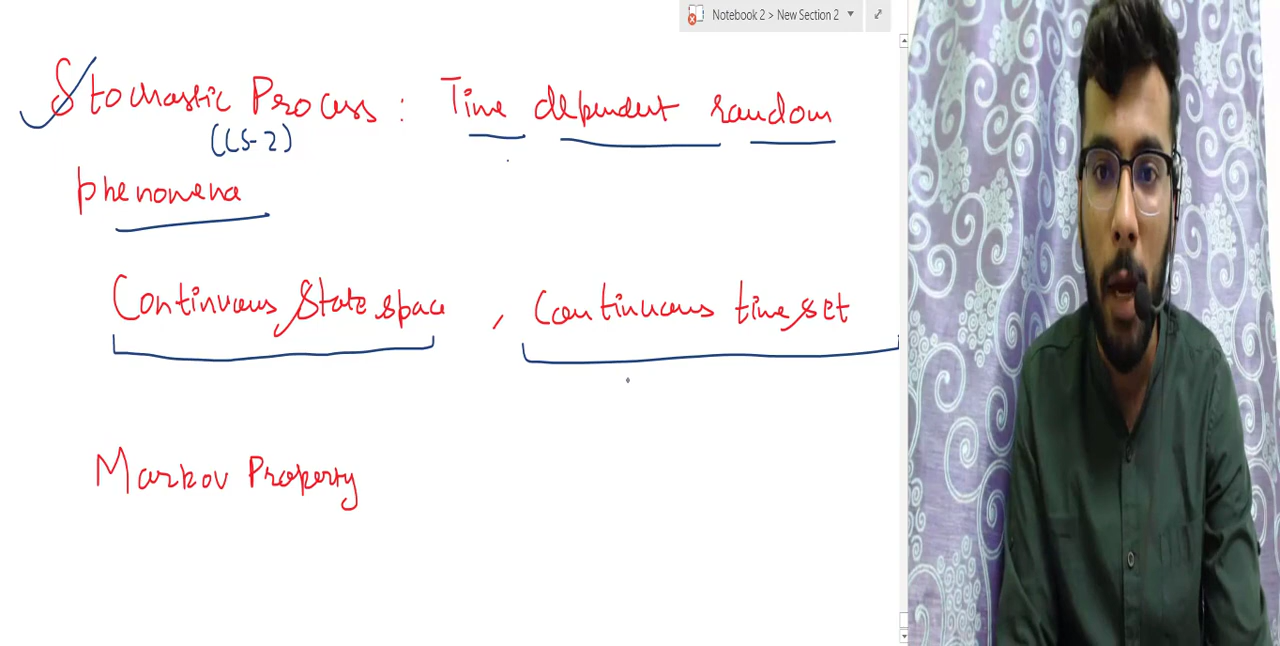 Notebook 2 > New Section 2
Stochastic Process : Time dependent random
(CS-2)
phenomena
Continuous State space , Continuous time set
Markov Property